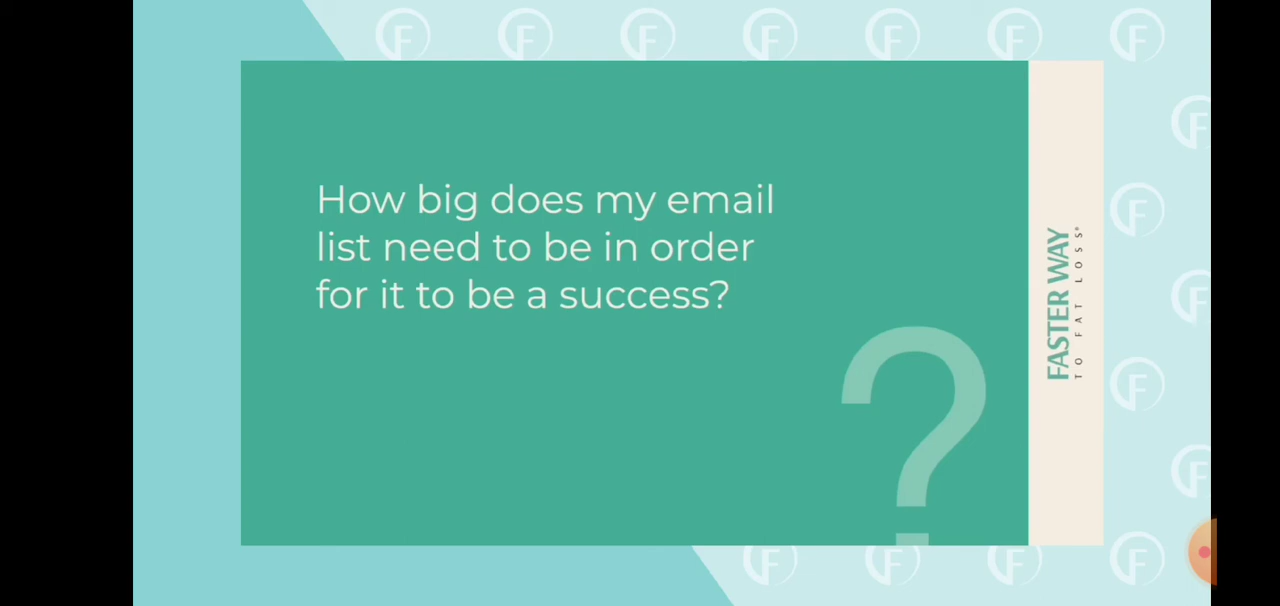 How big does my email
list need to be in order
for it to be a success?
?
FASTER WAY
TO FAT LOSS®